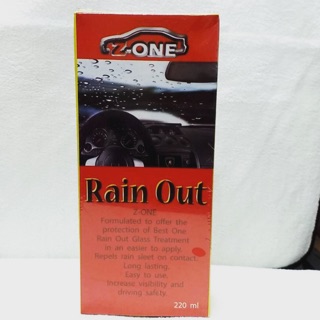 Z-ONE
Rain Out
Z-ONE
Formulated to offer the
protection of Best One
Rain Out Glass Treatment
in an easier to apply.
Repels rain sleet on contact.
Long lasting.
Easy to use.
Increase visibility and
driving safety.
220 ml